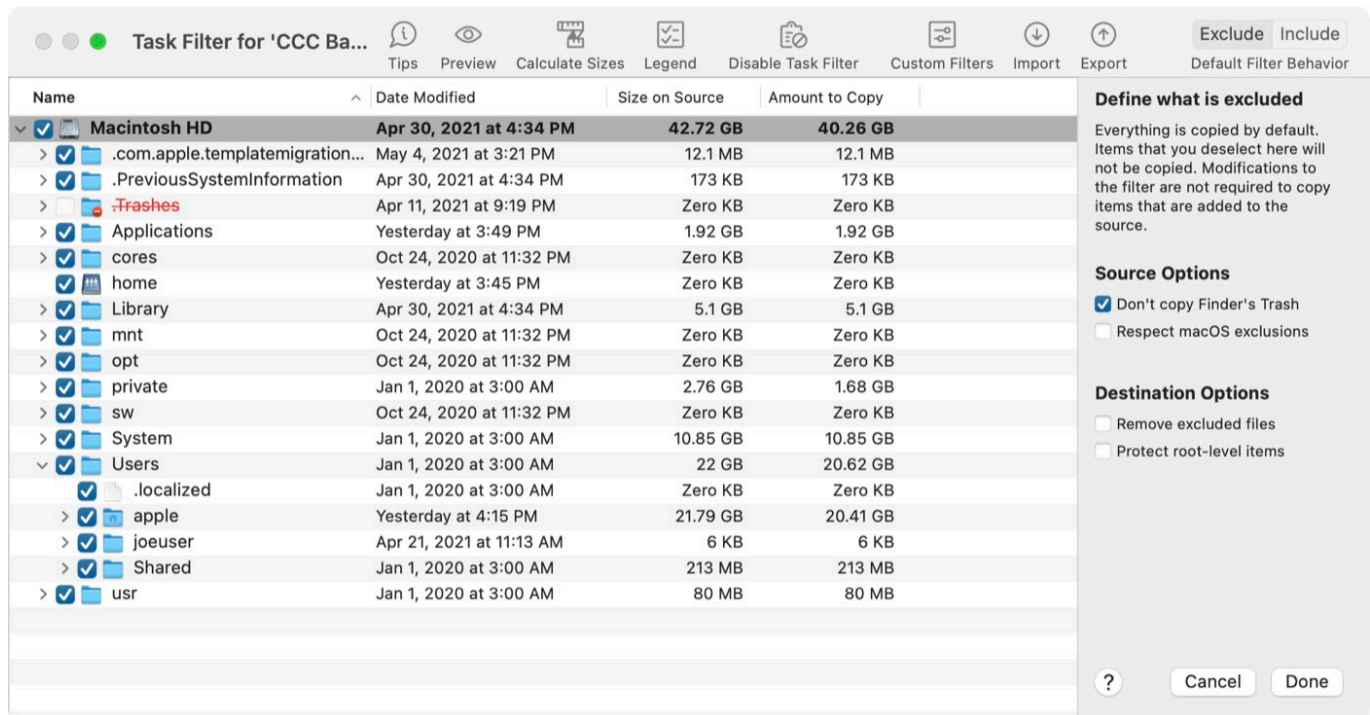 Task Filter for 'CCC Ba...
Tips Preview Calculate Sizes Legend Disable Task Filter Custom Filters Import Export
Exclude Include
Default Filter Behavior
Name Date Modified Size on Source Amount to Copy
Macintosh HD Apr 30, 2021 at 4:34 PM 42.72 GB 40.26 GB
.com.apple.templatemigration... May 4, 2021 at 3:21 PM 12.1 MB 12.1 MB
.PreviousSystemInformation Apr 30, 2021 at 4:34 PM 173 KB 173 KB
.Trashes Apr 11, 2021 at 9:19 PM Zero KB Zero KB
Applications Yesterday at 3:49 PM 1.92 GB 1.92 GB
cores Oct 24, 2020 at 11:32 PM Zero KB Zero KB
home Yesterday at 3:45 PM Zero KB Zero KB
Library Apr 30, 2021 at 4:34 PM 5.1 GB 5.1 GB
mnt Oct 24, 2020 at 11:32 PM Zero KB Zero KB
opt Oct 24, 2020 at 11:32 PM Zero KB Zero KB
private Jan 1, 2020 at 3:00 AM 2.76 GB 1.68 GB
sw Oct 24, 2020 at 11:32 PM Zero KB Zero KB
System Jan 1, 2020 at 3:00 AM 10.85 GB 10.85 GB
Users Jan 1, 2020 at 3:00 AM 22 GB 20.62 GB
.localized Jan 1, 2020 at 3:00 AM Zero KB Zero KB
apple Yesterday at 4:15 PM 21.79 GB 20.41 GB
joeuser Apr 21, 2021 at 11:13 AM 6 KB 6 KB
Shared Jan 1, 2020 at 3:00 AM 213 MB 213 MB
usr Jan 1, 2020 at 3:00 AM 80 MB 80 MB
Define what is excluded
Everything is copied by default.
Items that you deselect here will
not be copied. Modifications to
the filter are not required to copy
items that are added to the
source.
Source Options
Don't copy Finder's Trash
Respect macOS exclusions
Destination Options
Remove excluded files
Protect root-level items
? Cancel Done